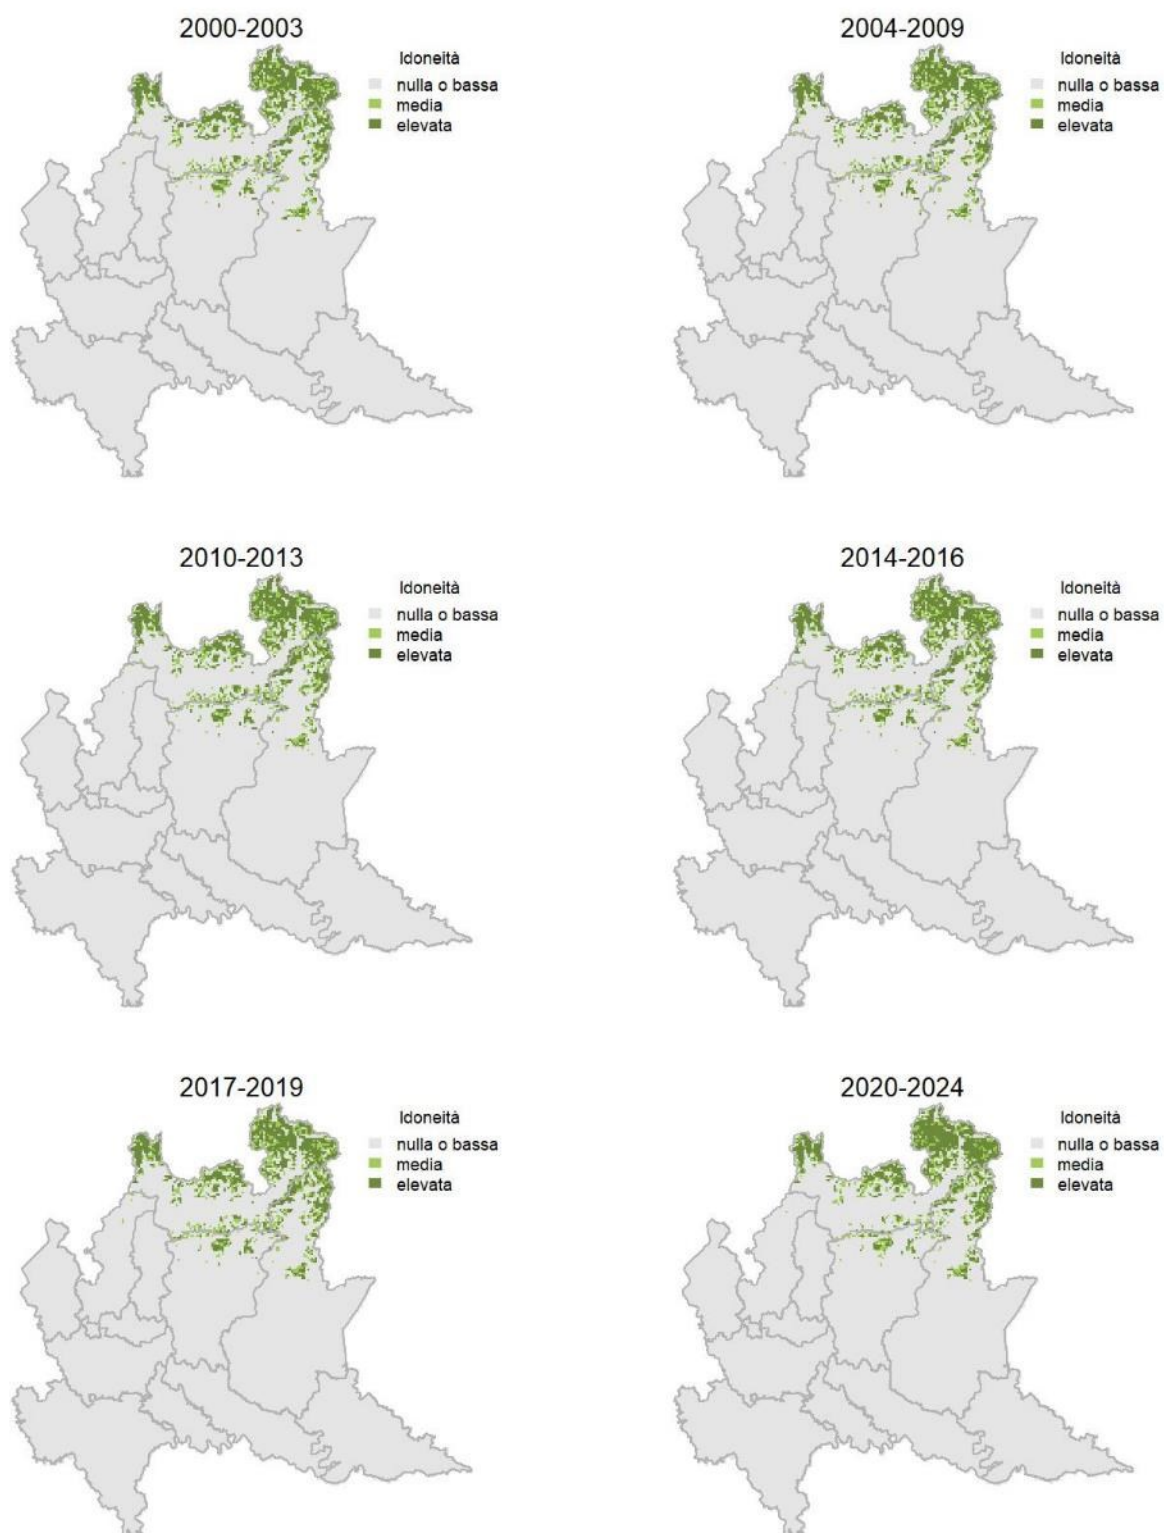 2000-2003
Idoneità
nulla o bassa
media
elevata
2004-2009
Idoneità
nulla o bassa
media
elevata
2010-2013
Idoneità
nulla o bassa
media
elevata
2014-2016
Idoneità
nulla o bassa
media
elevata
2017-2019
Idoneità
nulla o bassa
media
elevata
2020-2024
Idoneità
nulla o bassa
media
elevata